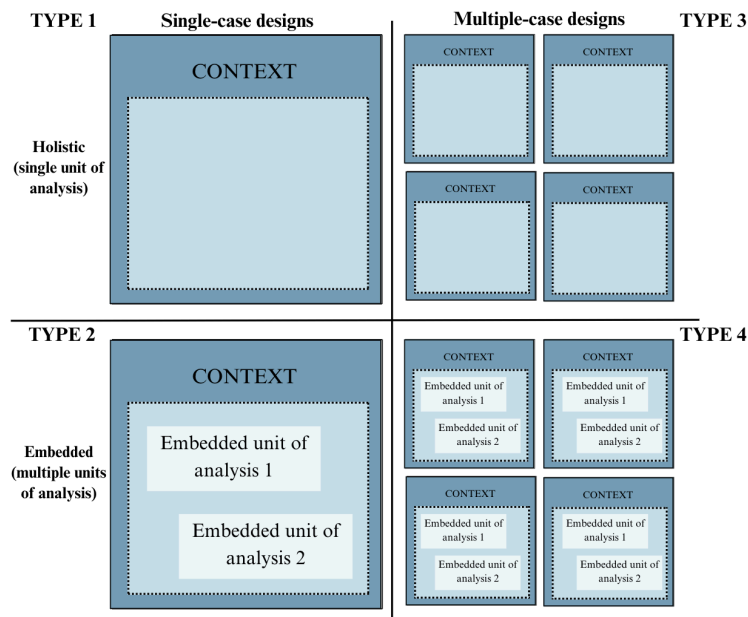 TYPE 1
Single-case designs
Multiple-case designs
TYPE 3
Holistic
(single unit of
analysis)
CONTEXT
CONTEXT
CONTEXT
CONTEXT
CONTEXT
TYPE 2
TYPE 4
Embedded
(multiple units
of analysis)
CONTEXT
Embedded unit of
analysis 1
Embedded unit of
analysis 2
CONTEXT
Embedded unit of
analysis 1
Embedded unit of
analysis 2
CONTEXT
Embedded unit of
analysis 1
Embedded unit of
analysis 2
CONTEXT
Embedded unit of
analysis 1
Embedded unit of
analysis 2
CONTEXT
Embedded unit of
analysis 1
Embedded unit of
analysis 2